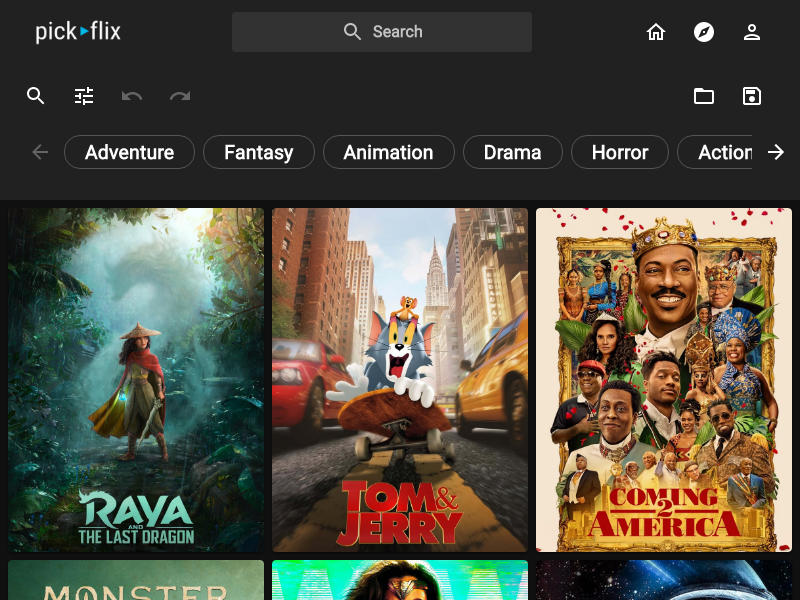 pick flix
Search
Adventure
Fantasy
Animation
Drama
Horror
Action
RAYA
AND
THE LAST DRAGON
TOM &
JERRY
COMING
2
AMERICA
MONSTER